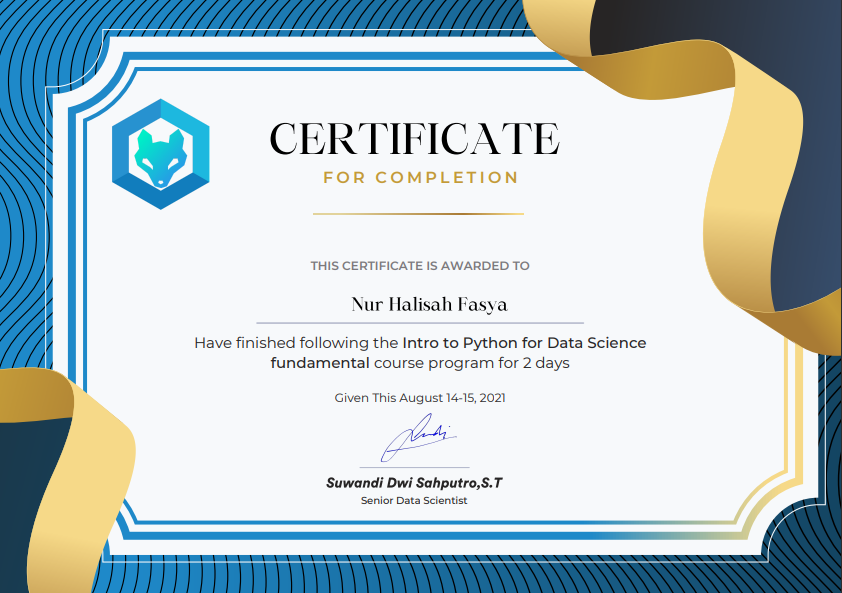 CERTIFICATE
FOR COMPLETION
THIS CERTIFICATE IS AWARDED TO
Nur Halisah Fasya
Have finished following the Intro to Python for Data Science
fundamental course program for 2 days
Given This August 14-15, 2021
Suwandi Dwi Sahputro,S.T
Senior Data Scientist